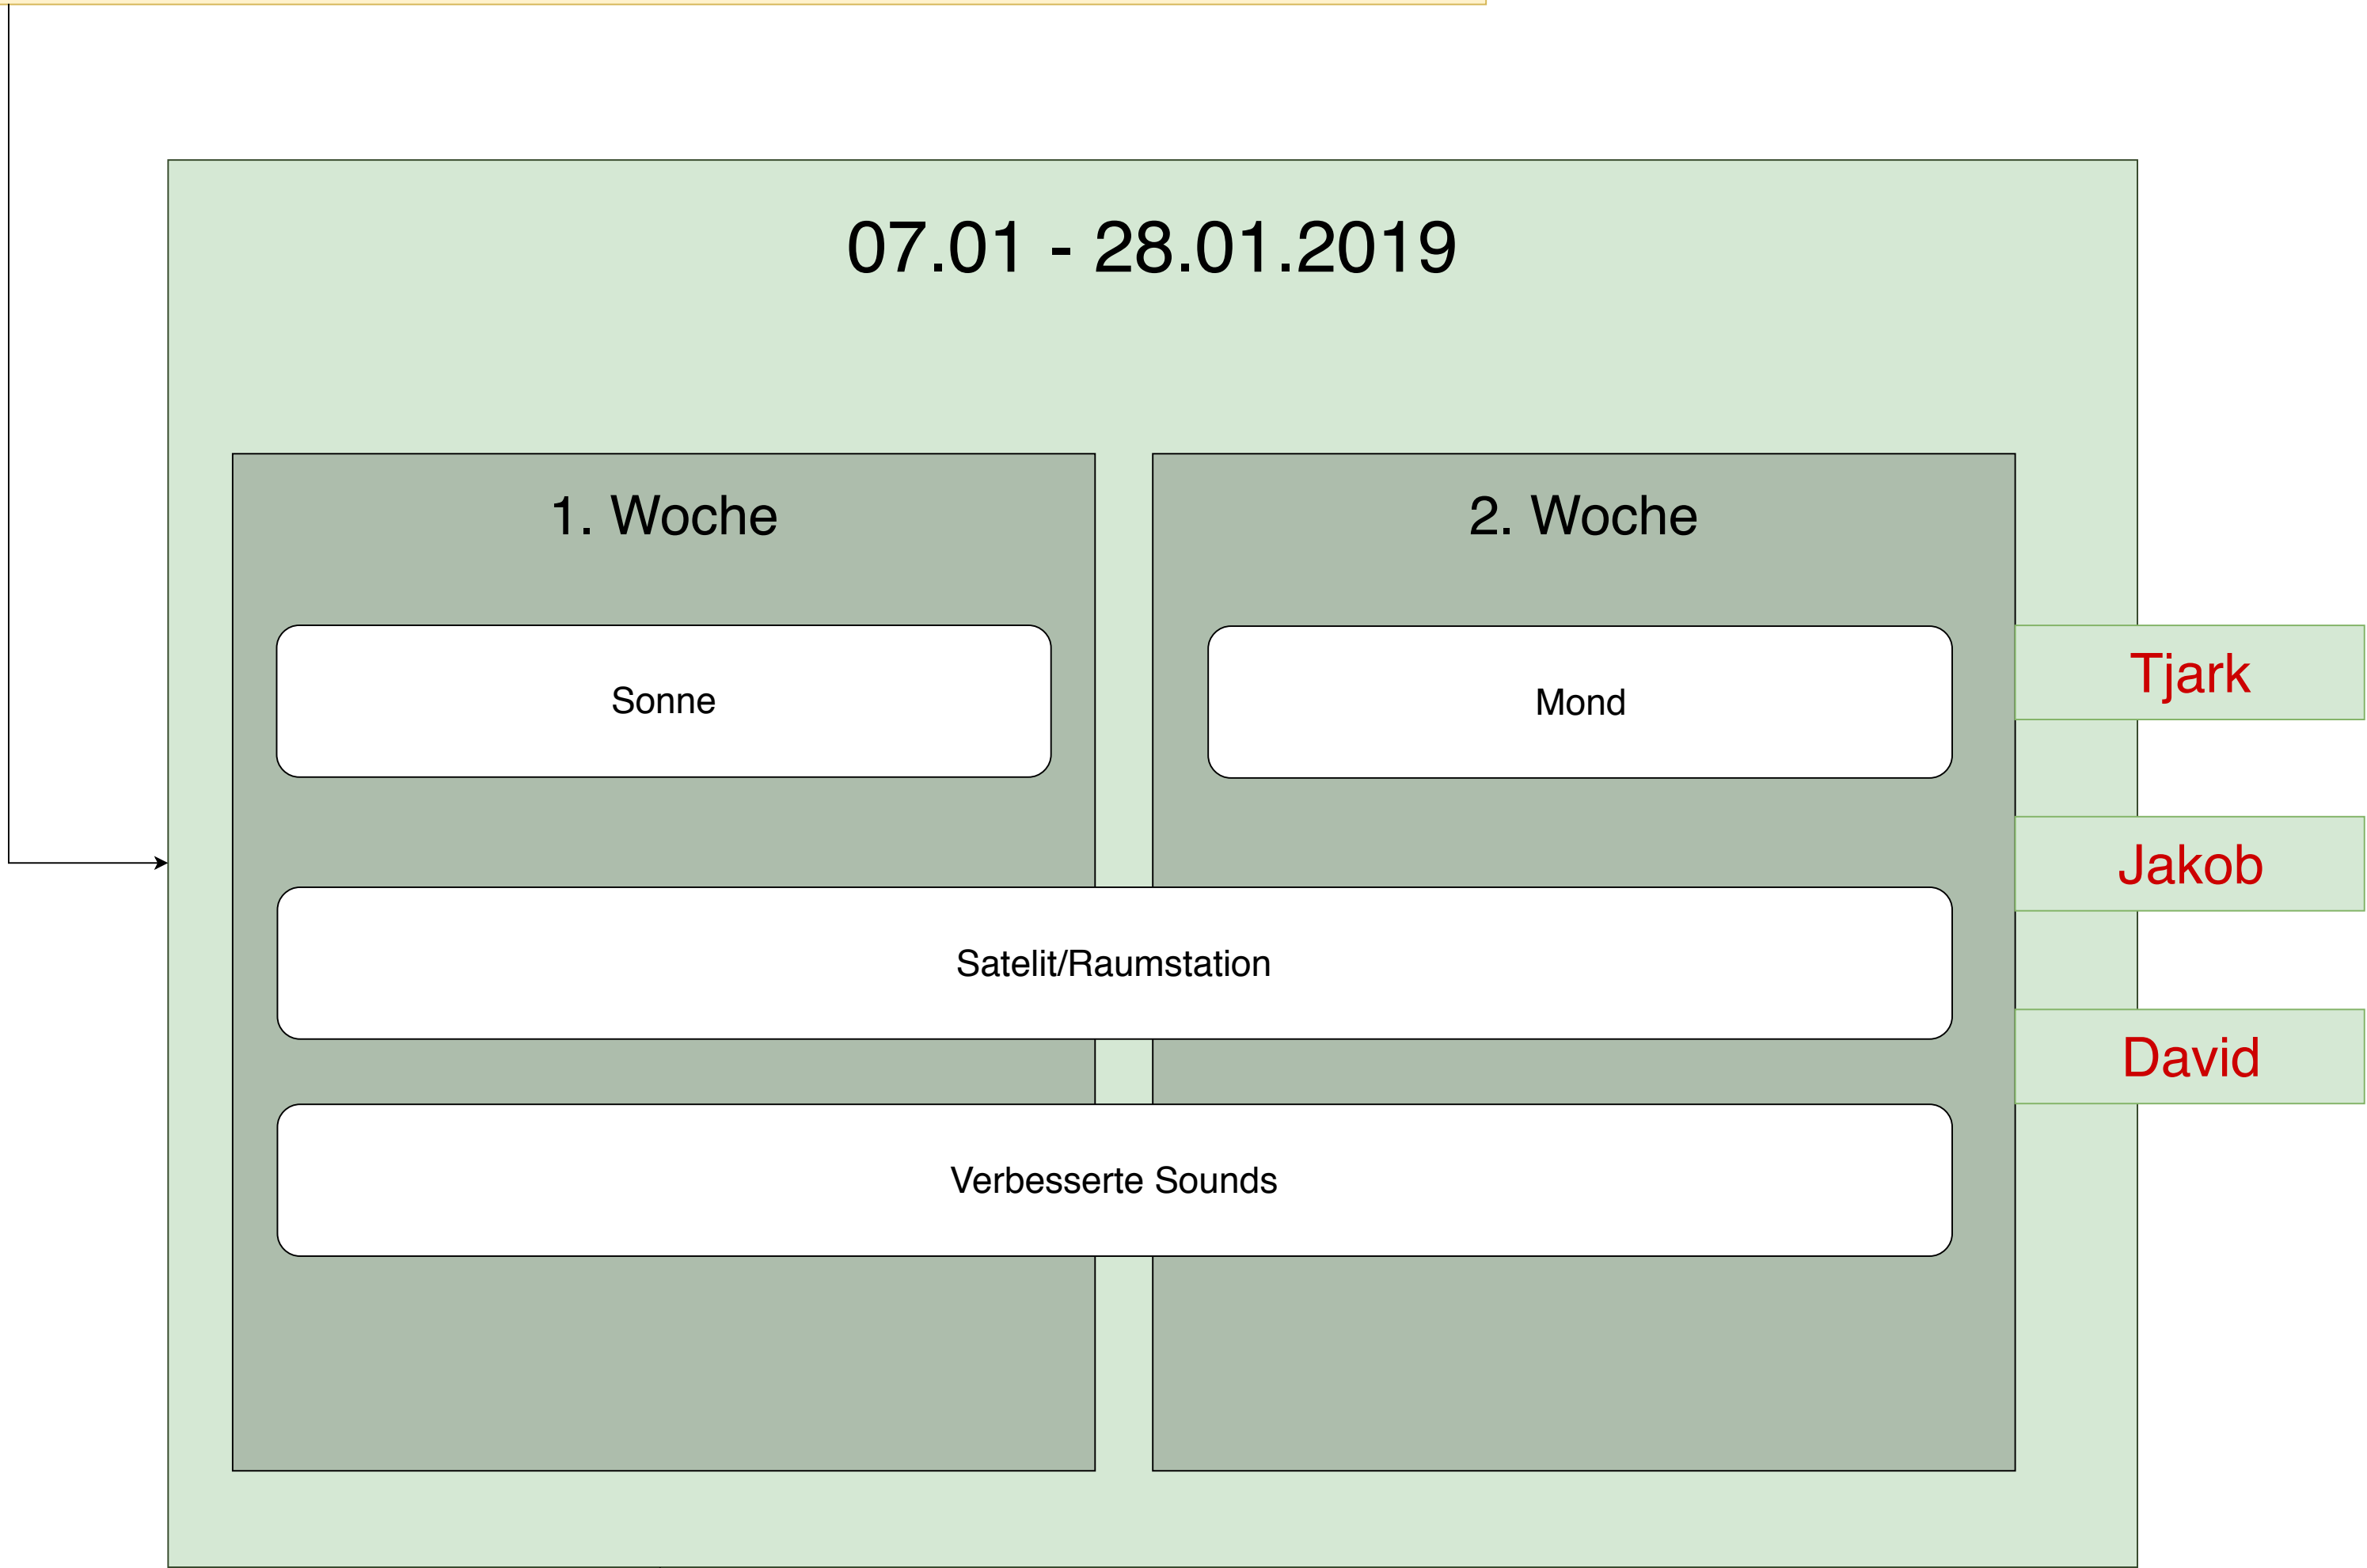 07.01 - 28.01.2019
1. Woche
2. Woche
Sonne
Mond
Tjark
Jakob
Satelit/Raumstation
David
Verbesserte Sounds